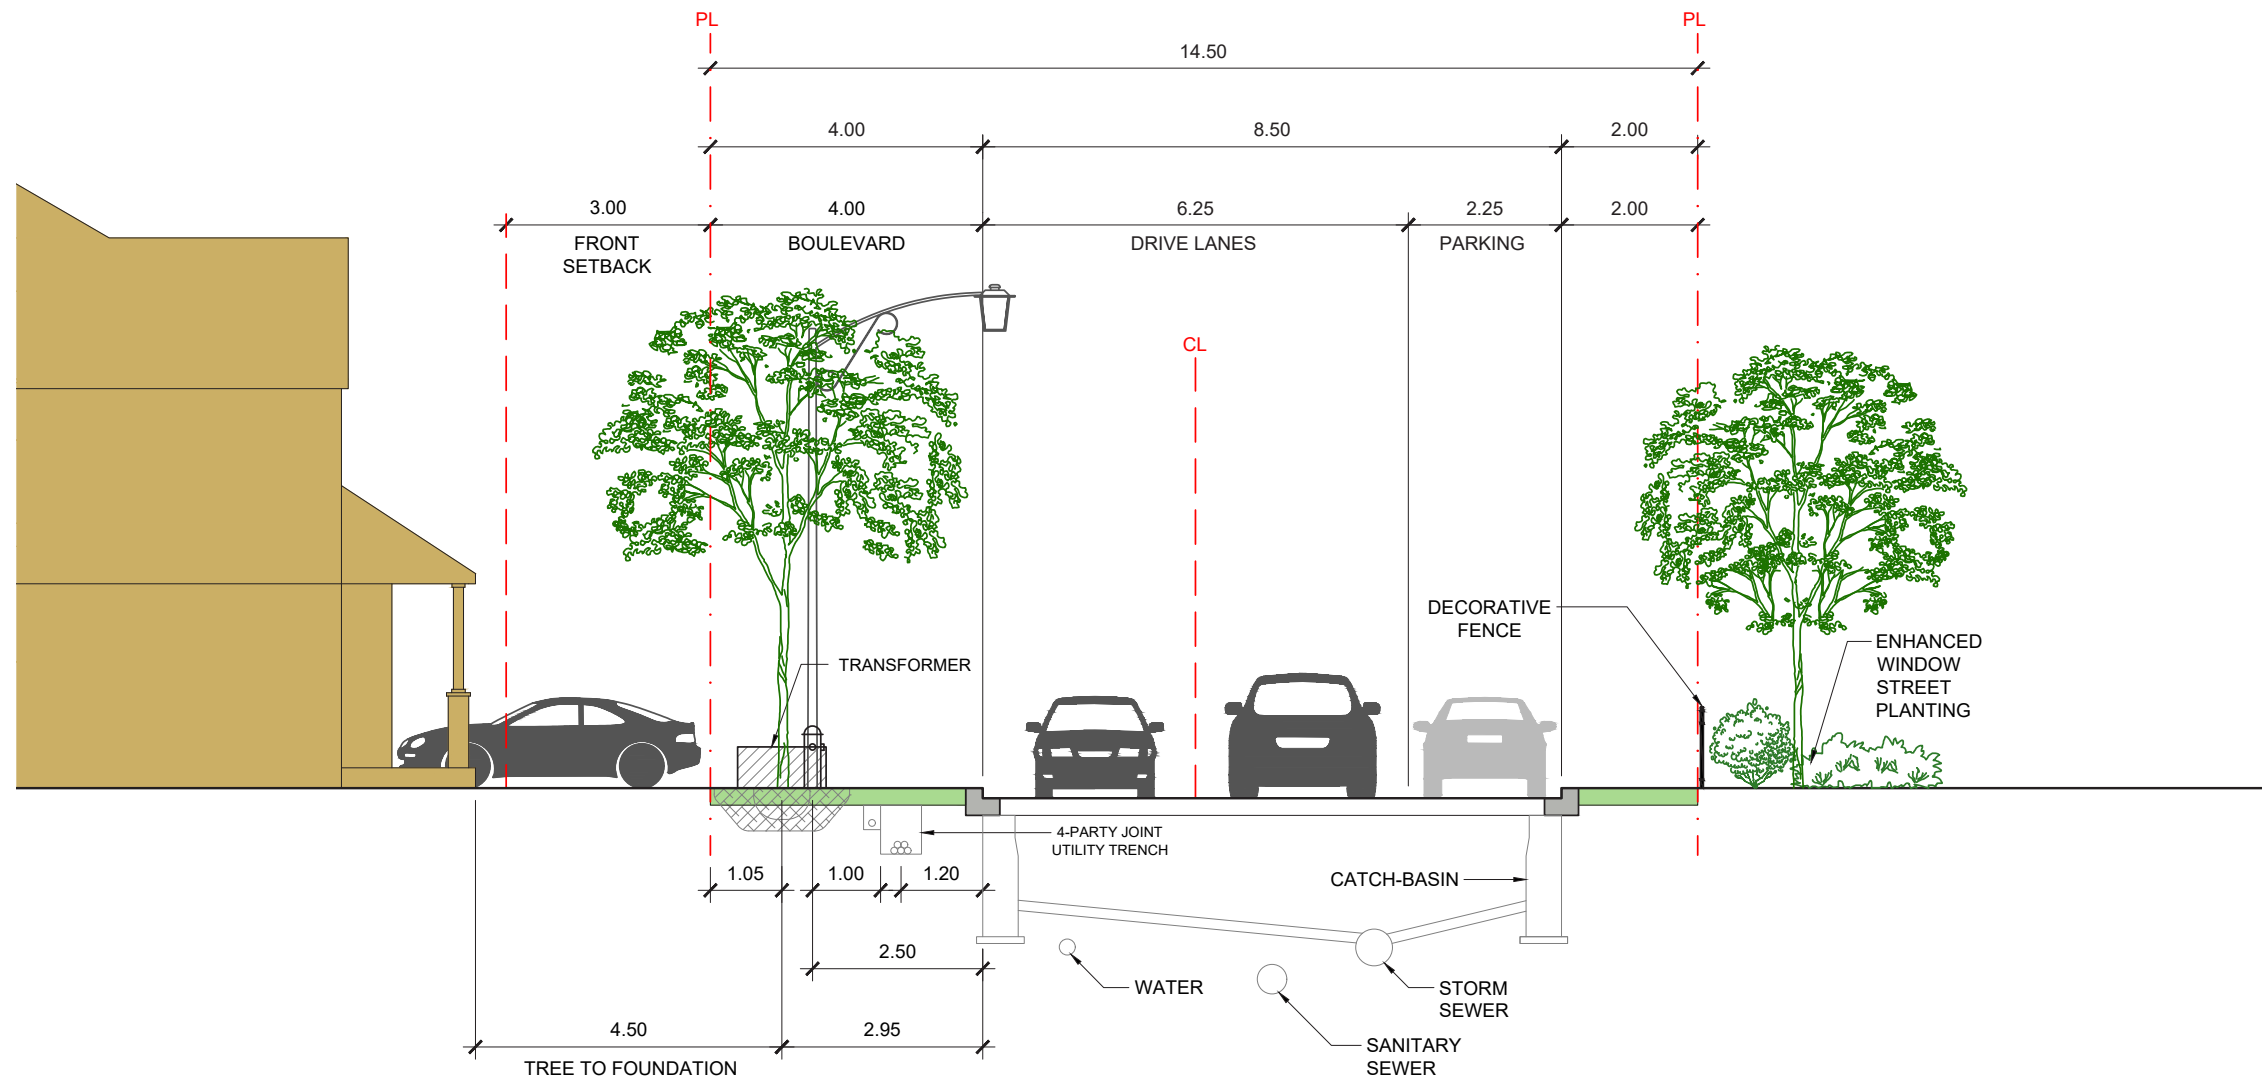 PL
PL
14.50
4.00
8.50
2.00
3.00
4.00
6.25
2.25
2.00
FRONT
SETBACK
BOULEVARD
DRIVE LANES
PARKING
CL
DECORATIVE
FENCE
ENHANCED
WINDOW
STREET
PLANTING
TRANSFORMER
4-PARTY JOINT
UTILITY TRENCH
1.05
1.00
1.20
CATCH-BASIN
2.50
WATER
STORM
SEWER
4.50
2.95
SANITARY
SEWER
TREE TO FOUNDATION